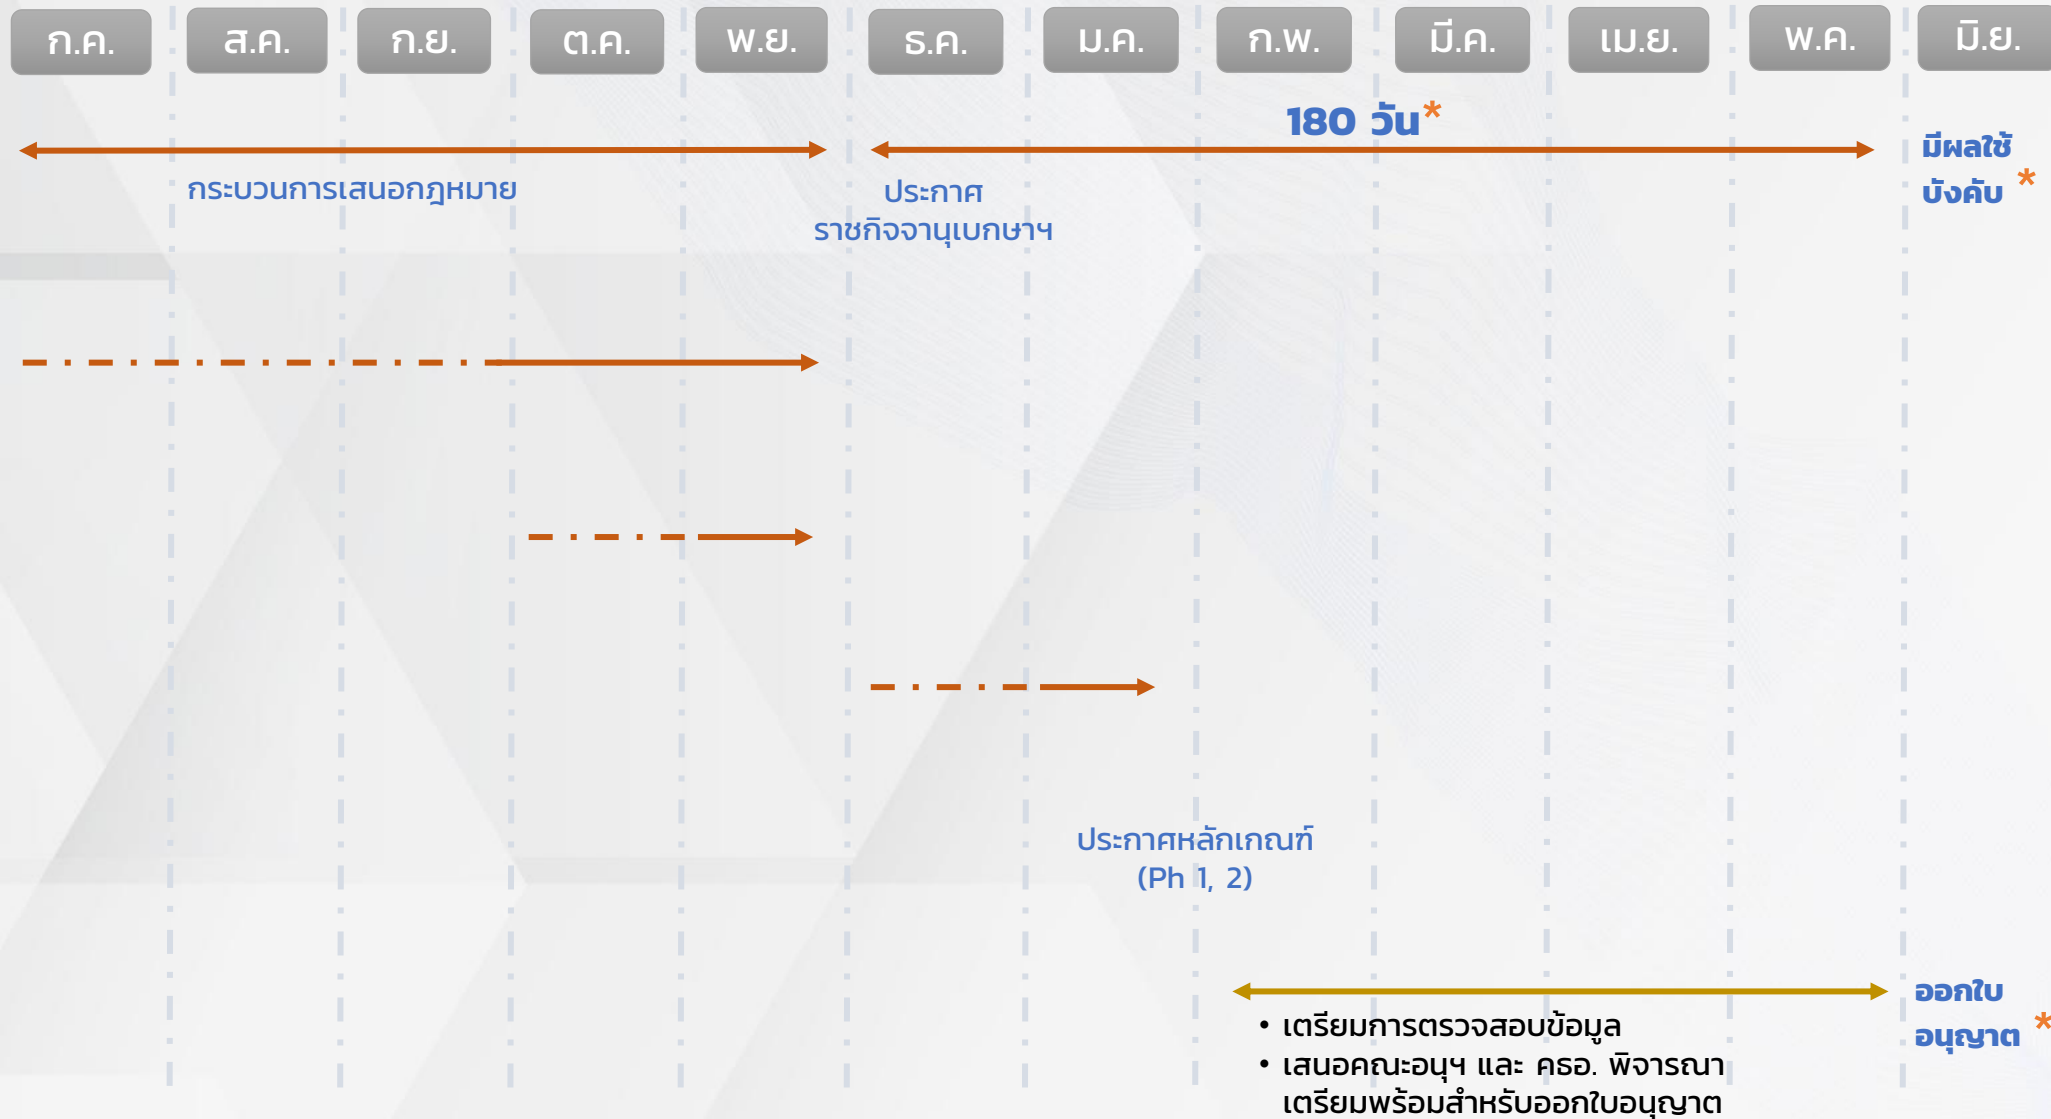 ก.ค. ส.ค. ก.ย. ต.ค. พ.ย. ธ.ค. ม.ค. ก.พ. มี.ค. เม.ย. พ.ค. มิ.ย.
180 วัน*
มีผลใช้
บังคับ *
กระบวนการเสนอกฎหมาย
ประกาศ
ราชกิจจานุเบกษาฯ
ประกาศหลักเกณฑ์
(Ph 1, 2)
ออกใบ
อนุญาต *
• เตรียมการตรวจสอบข้อมูล
• เสนอคณะอนุฯ และ คธอ. พิจารณา
เตรียมพร้อมสำหรับออกใบอนุญาต